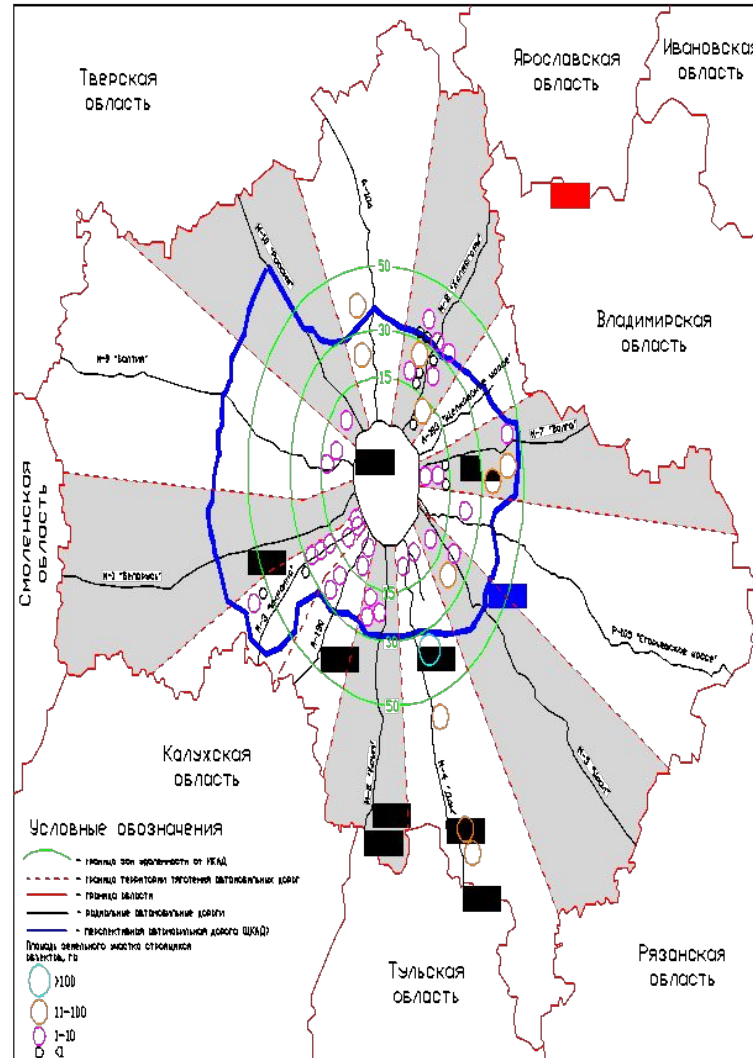 Ярославская
область
Ивановская
область
Тверская
область
А-100
М-10 "Россия"
М-8 "Холмогоры"
50
Владимирская
область
30
М-9 "Балтия"
15
А-103 "Щелковское шоссе"
М-7 "Волга"
Смоленская
область
М-1 "Беларусь"
15
М-3 "Украина"
Р-105 "Егорьевское шоссе"
А-130
30
50
Калужская
область
М-5 "Урал"
М-2 "Крым"
М-4 "Дон"
Условные обозначения
- граница зон удаленности от МКАД
- граница территории тяготения автомобильных дорог
- граница области
- радиальные автомобильные дороги
- перспективная автомобильная дорога (ЦКАД)
Площадь земельного участка строящихся
объектов, га
>100
11-100
1-10
<1
Тульская
область
Рязанская
область